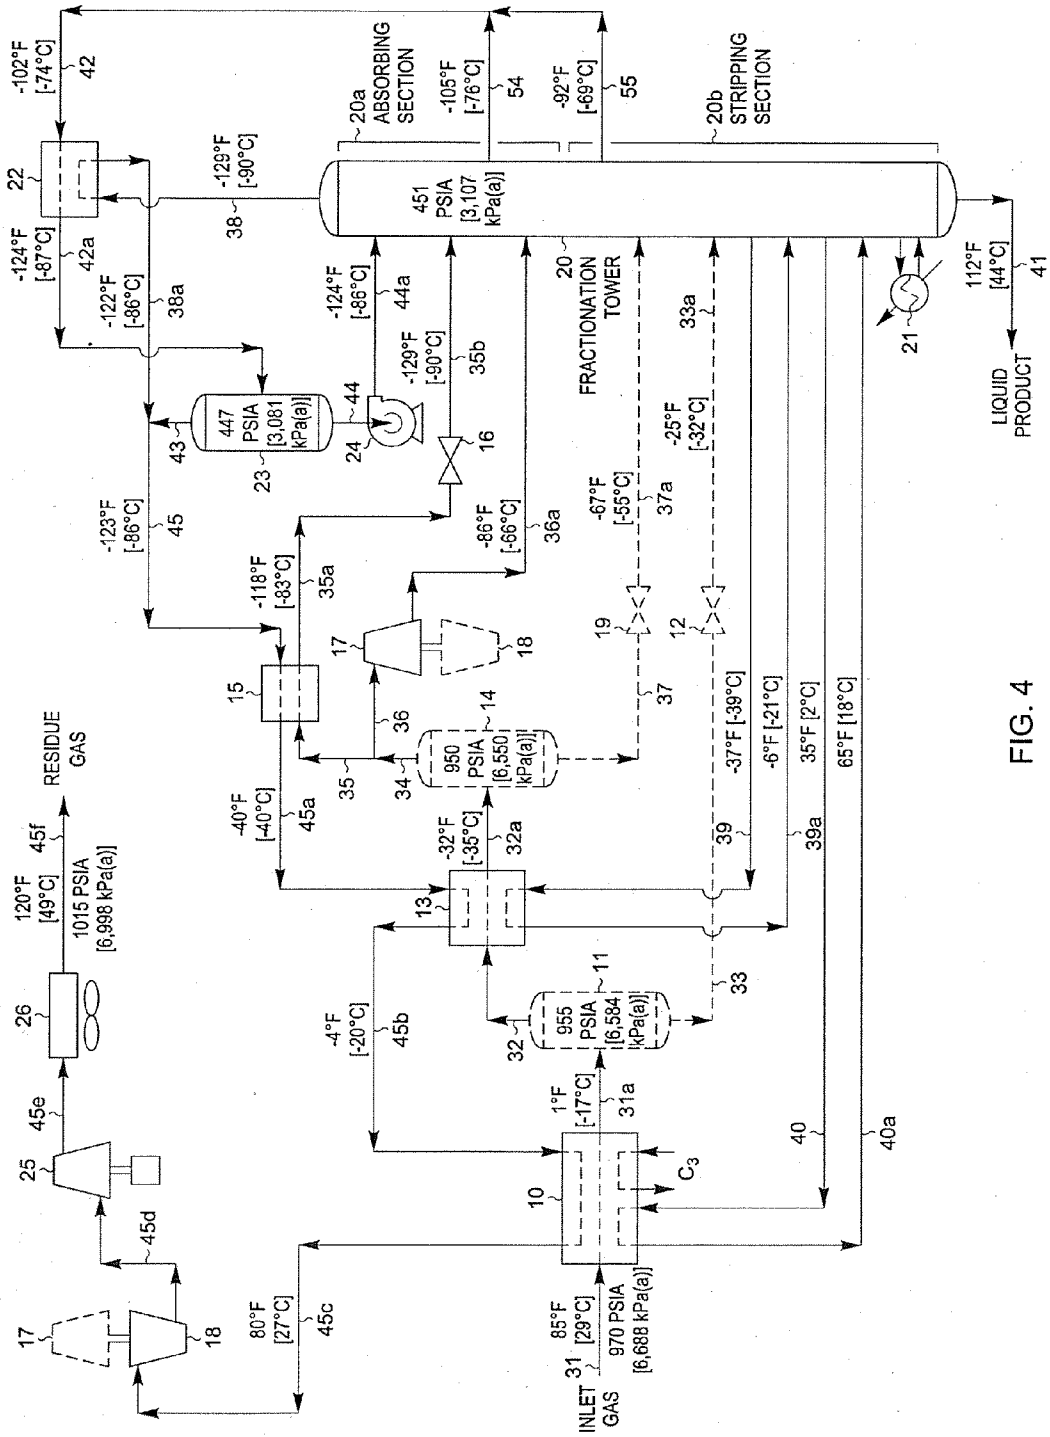 -102°F
[-74°C]
42
22
-124°F
[-87°C]
42a
-129°F
[-90°C]
38
-122°F
[-86°C]
38a
43
447
PSIA
[3,081
kPa(a)]
23
44
24
-124°F
[-86°C]
44a
-129°F
[-90°C]
35b
16
-105°F
[-76°C]
54
-92°F
[-69°C]
55
20a
ABSORBING
SECTION
20b
STRIPPING
SECTION
451
PSIA
[3,107
kPa(a)]
20
FRACTIONATION
TOWER
21
112°F
[44°C]
41
LIQUID
PRODUCT
-123°F
[-86°C]
45
15
-118°F
[-83°C]
35a
17
18
-86°F
[-66°C]
36a
36
35
34
14
950
PSIA
[6,550
kPa(a)]
-67°F
[-55°C]
37a
19
37
-25°F
[-32°C]
33a
12
-37°F [-39°C]
39
-6°F [-21°C]
39a
35°F [2°C]
40
65°F [18°C]
40a
-40°F
[-40°C]
45a
13
-32°F
[-35°C]
32a
32
11
955
PSIA
[6,584
kPa(a)]
33
-4°F
[-20°C]
45b
1°F
[-17°C]
31a
10
C3
85°F
[29°C]
31
970 PSIA
[6,688 kPa(a)]
INLET
GAS
80°F
[27°C]
45c
17
18
45d
25
45e
26
120°F
[49°C]
45f
1015 PSIA
[6,998 kPa(a)]
RESIDUE
GAS
FIG. 4